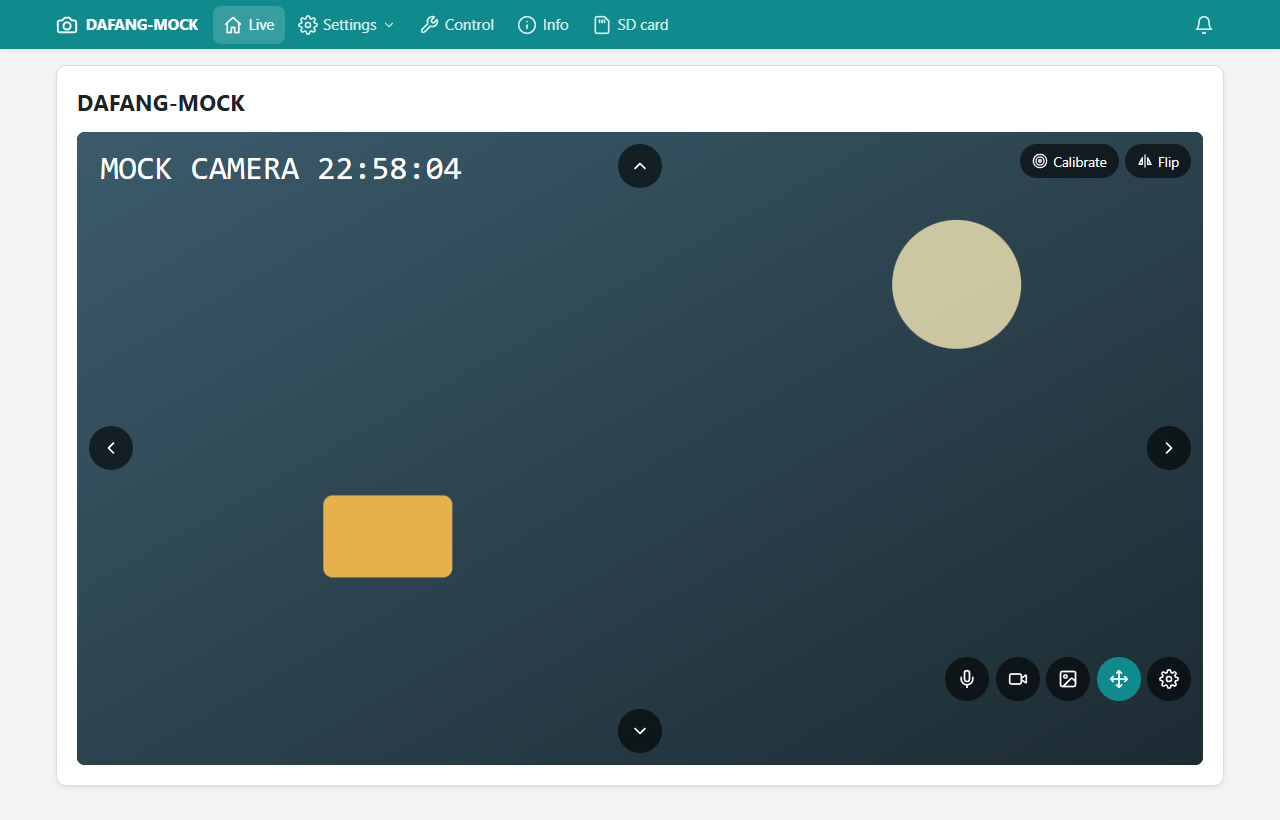 DAFANG-MOCK Live Settings Control Info SD card
DAFANG-MOCK
MOCK CAMERA 22:58:04
Calibrate Flip